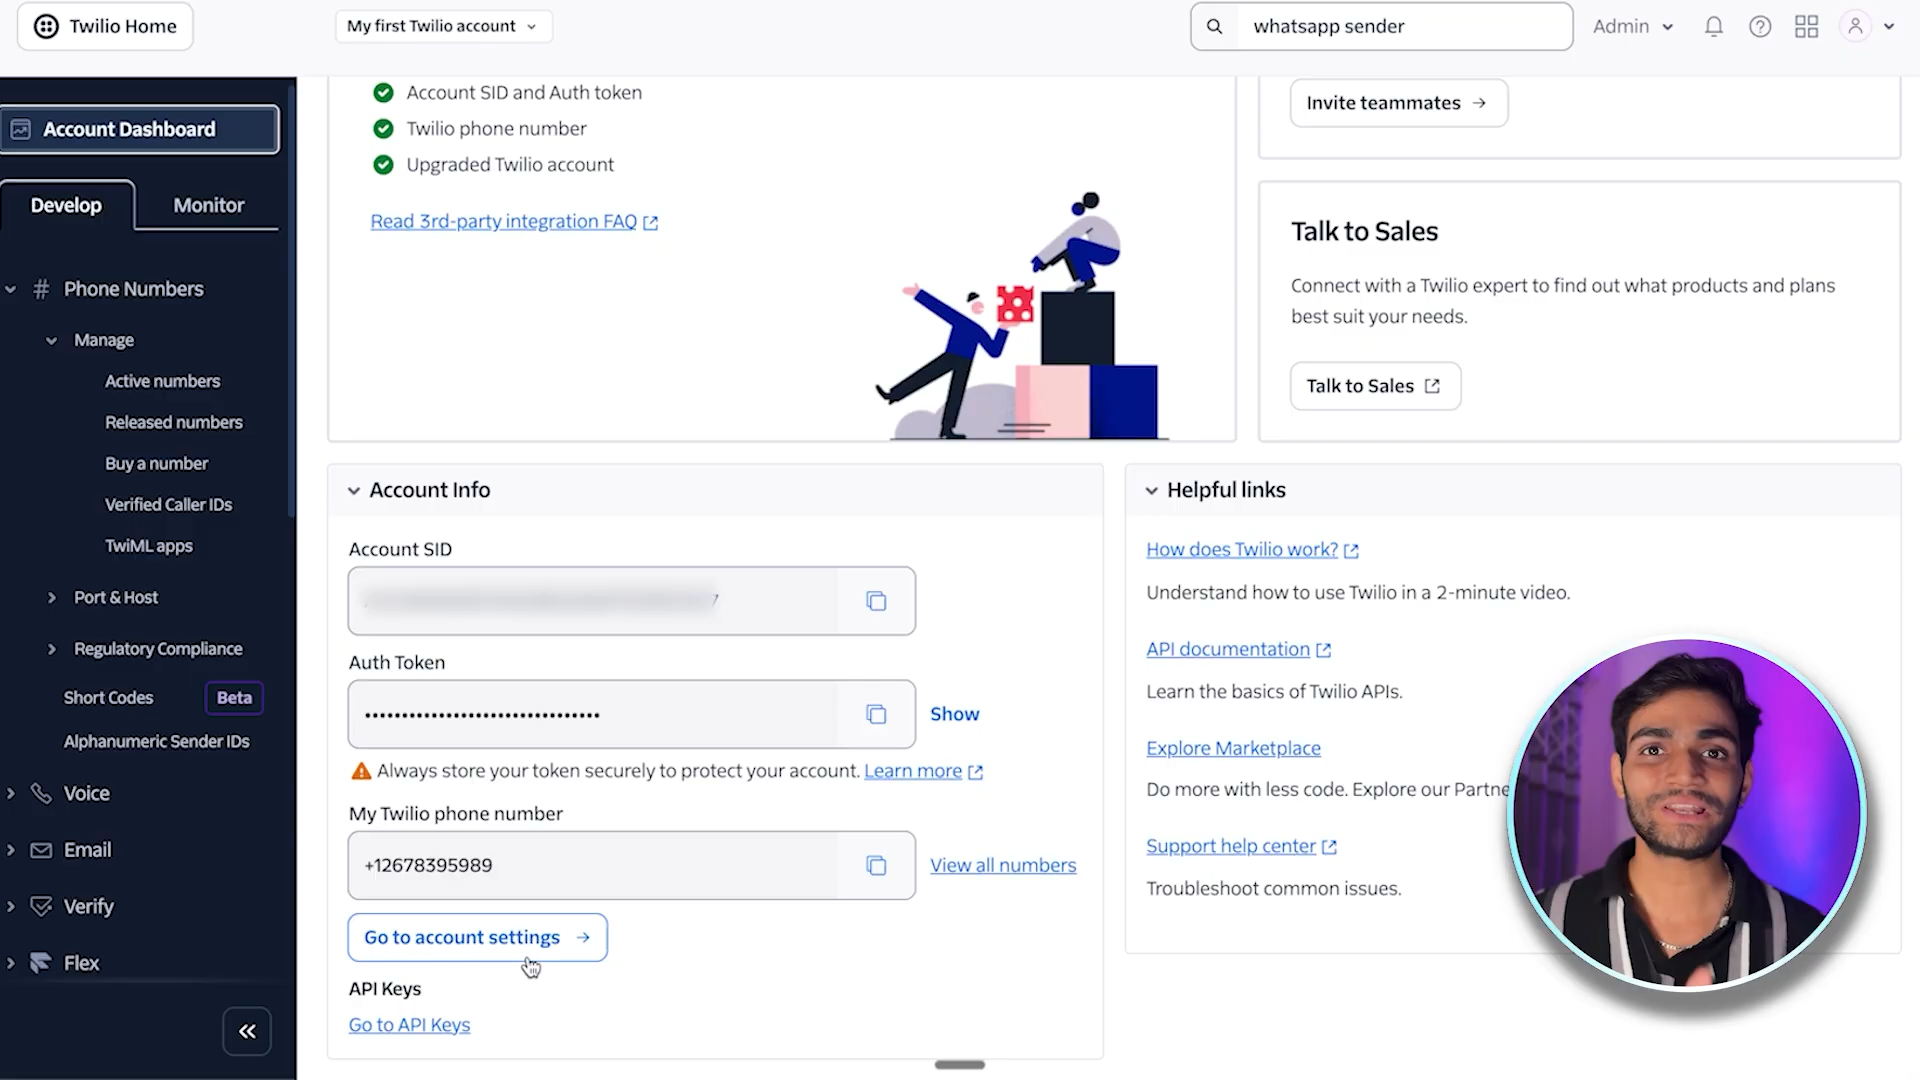 Twilio Home
My first Twilio account
whatsapp sender
Admin
Account Dashboard
Develop
Monitor
# Phone Numbers
Manage
Active numbers
Released numbers
Buy a number
Verified Caller IDs
TwiML apps
Port & Host
Regulatory Compliance
Short Codes Beta
Alphanumeric Sender IDs
Voice
Email
Verify
Flex
Account SID and Auth token
Twilio phone number
Upgraded Twilio account
Read 3rd-party integration FAQ
Invite teammates →
Talk to Sales
Connect with a Twilio expert to find out what products and plans
best suit your needs.
Talk to Sales
Account Info
Account SID
Auth Token
••••••••••••••••••••••••••••••••
Show
Always store your token securely to protect your account. Learn more
My Twilio phone number
+12678395989
View all numbers
Go to account settings →
API Keys
Go to API Keys
Helpful links
How does Twilio work?
Understand how to use Twilio in a 2-minute video.
API documentation
Learn the basics of Twilio APIs.
Explore Marketplace
Do more with less code. Explore our Partne
Support help center
Troubleshoot common issues.